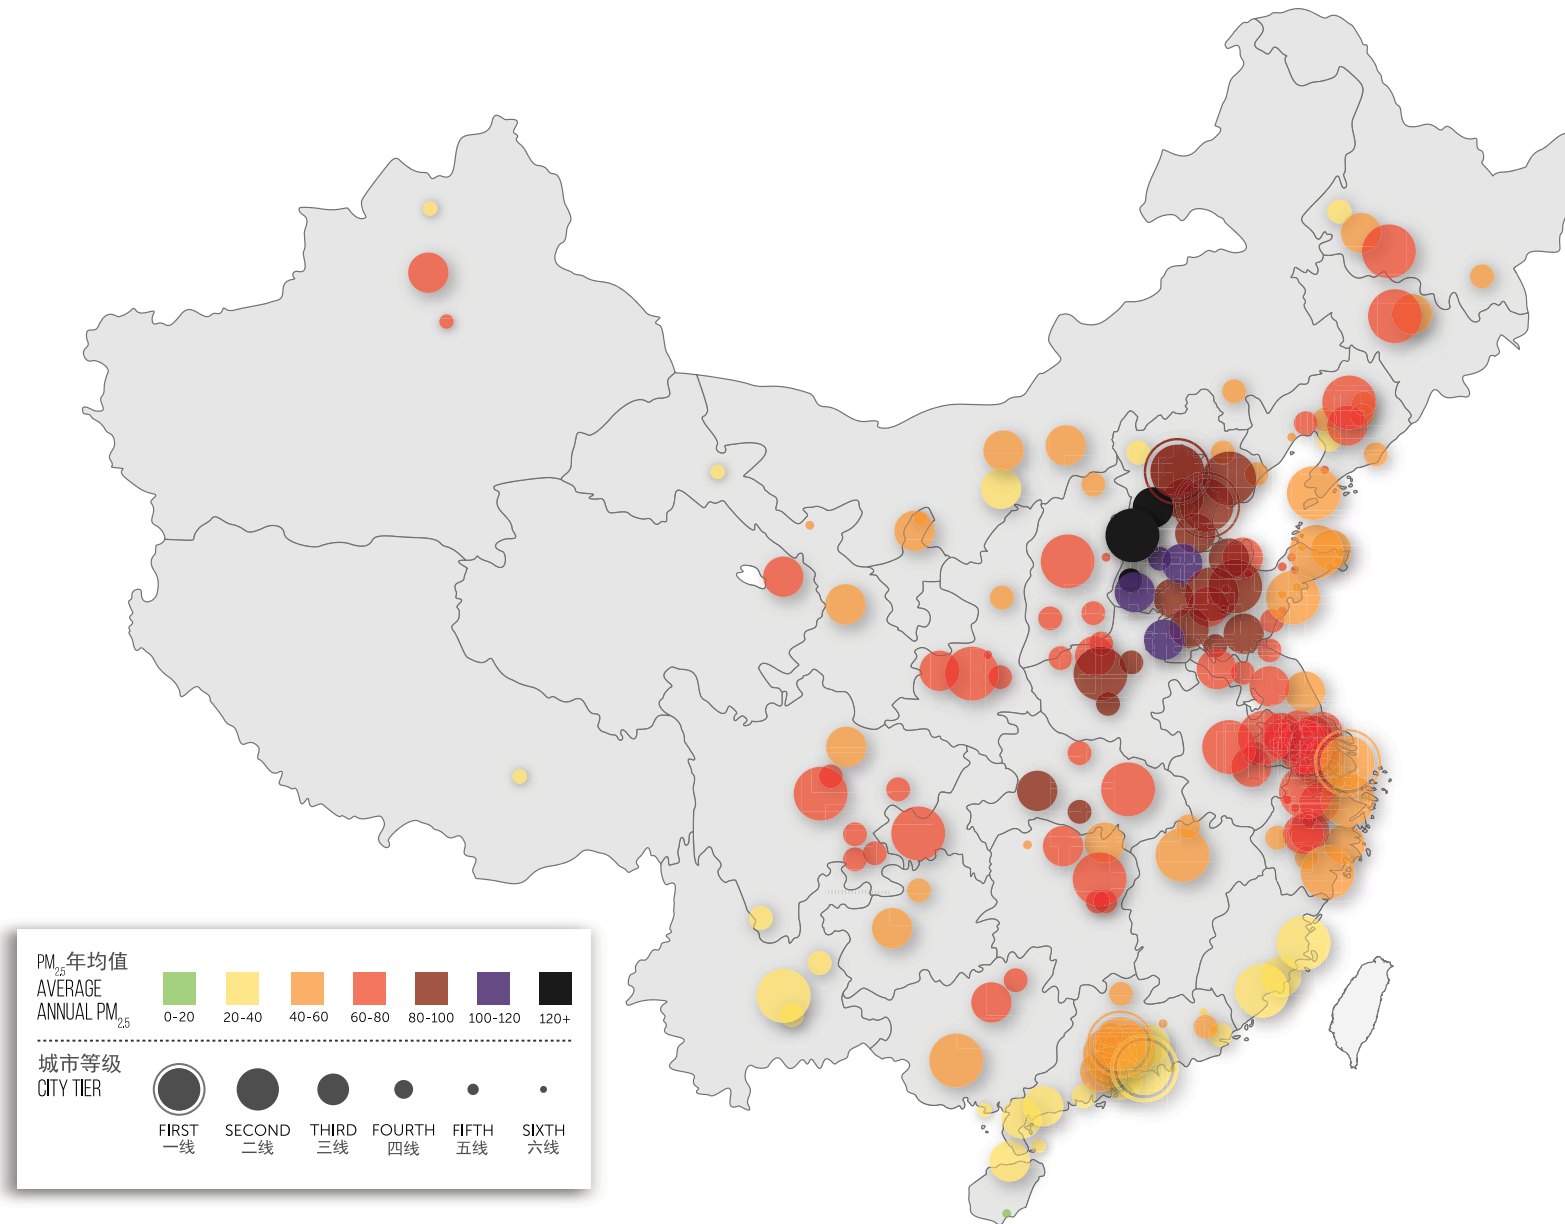 PM2.5年均值
AVERAGE
ANNUAL PM2.5
0-20 20-40 40-60 60-80 80-100 100-120 120+
城市等级
CITY TIER
FIRST SECOND THIRD FOURTH FIFTH SIXTH
一线 二线 三线 四线 五线 六线